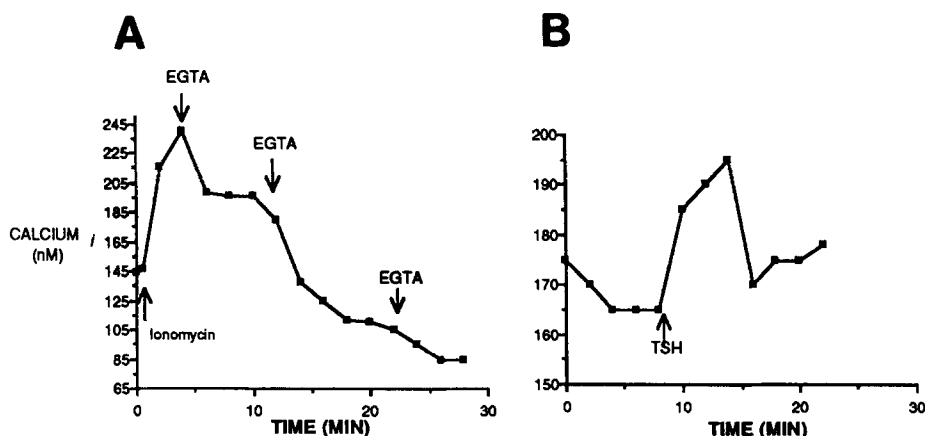 A
EGTA
EGTA
EGTA
245
225
205
185
165
145
125
105
85
65
CALCIUM /
(nM)
Ionomycin
0 10 20 30
TIME (MIN)
B
200
190
180
170
160
150
TSH
0 10 20 30
TIME (MIN)